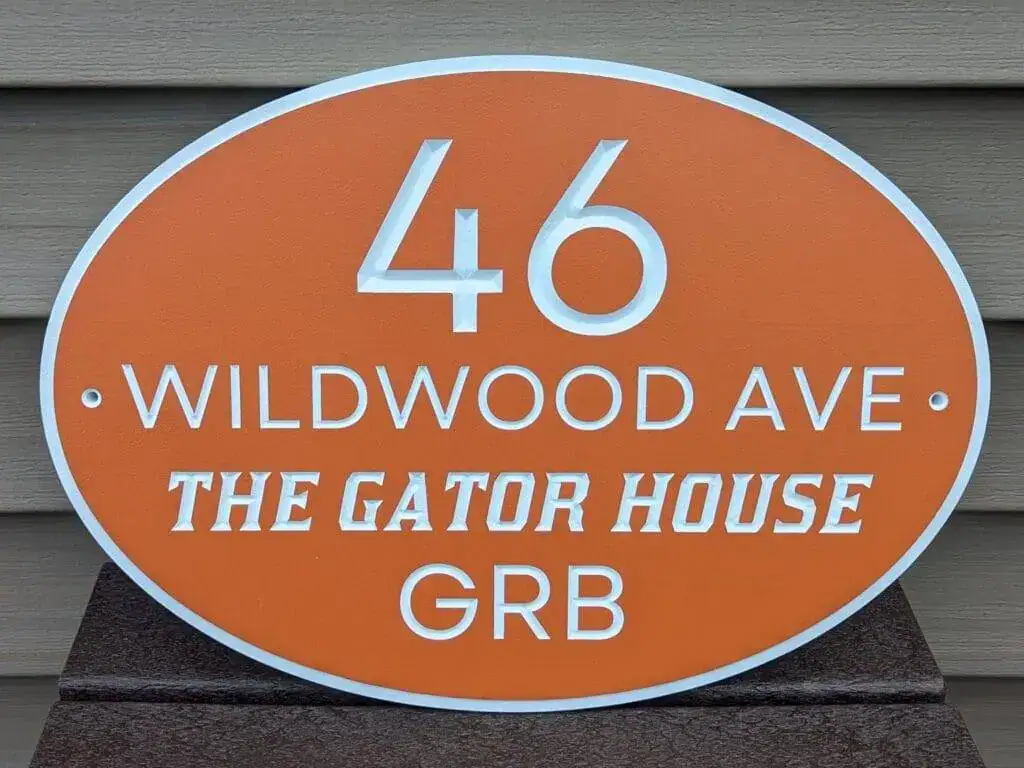 46
WILDWOOD AVE
THE GATOR HOUSE
GRB